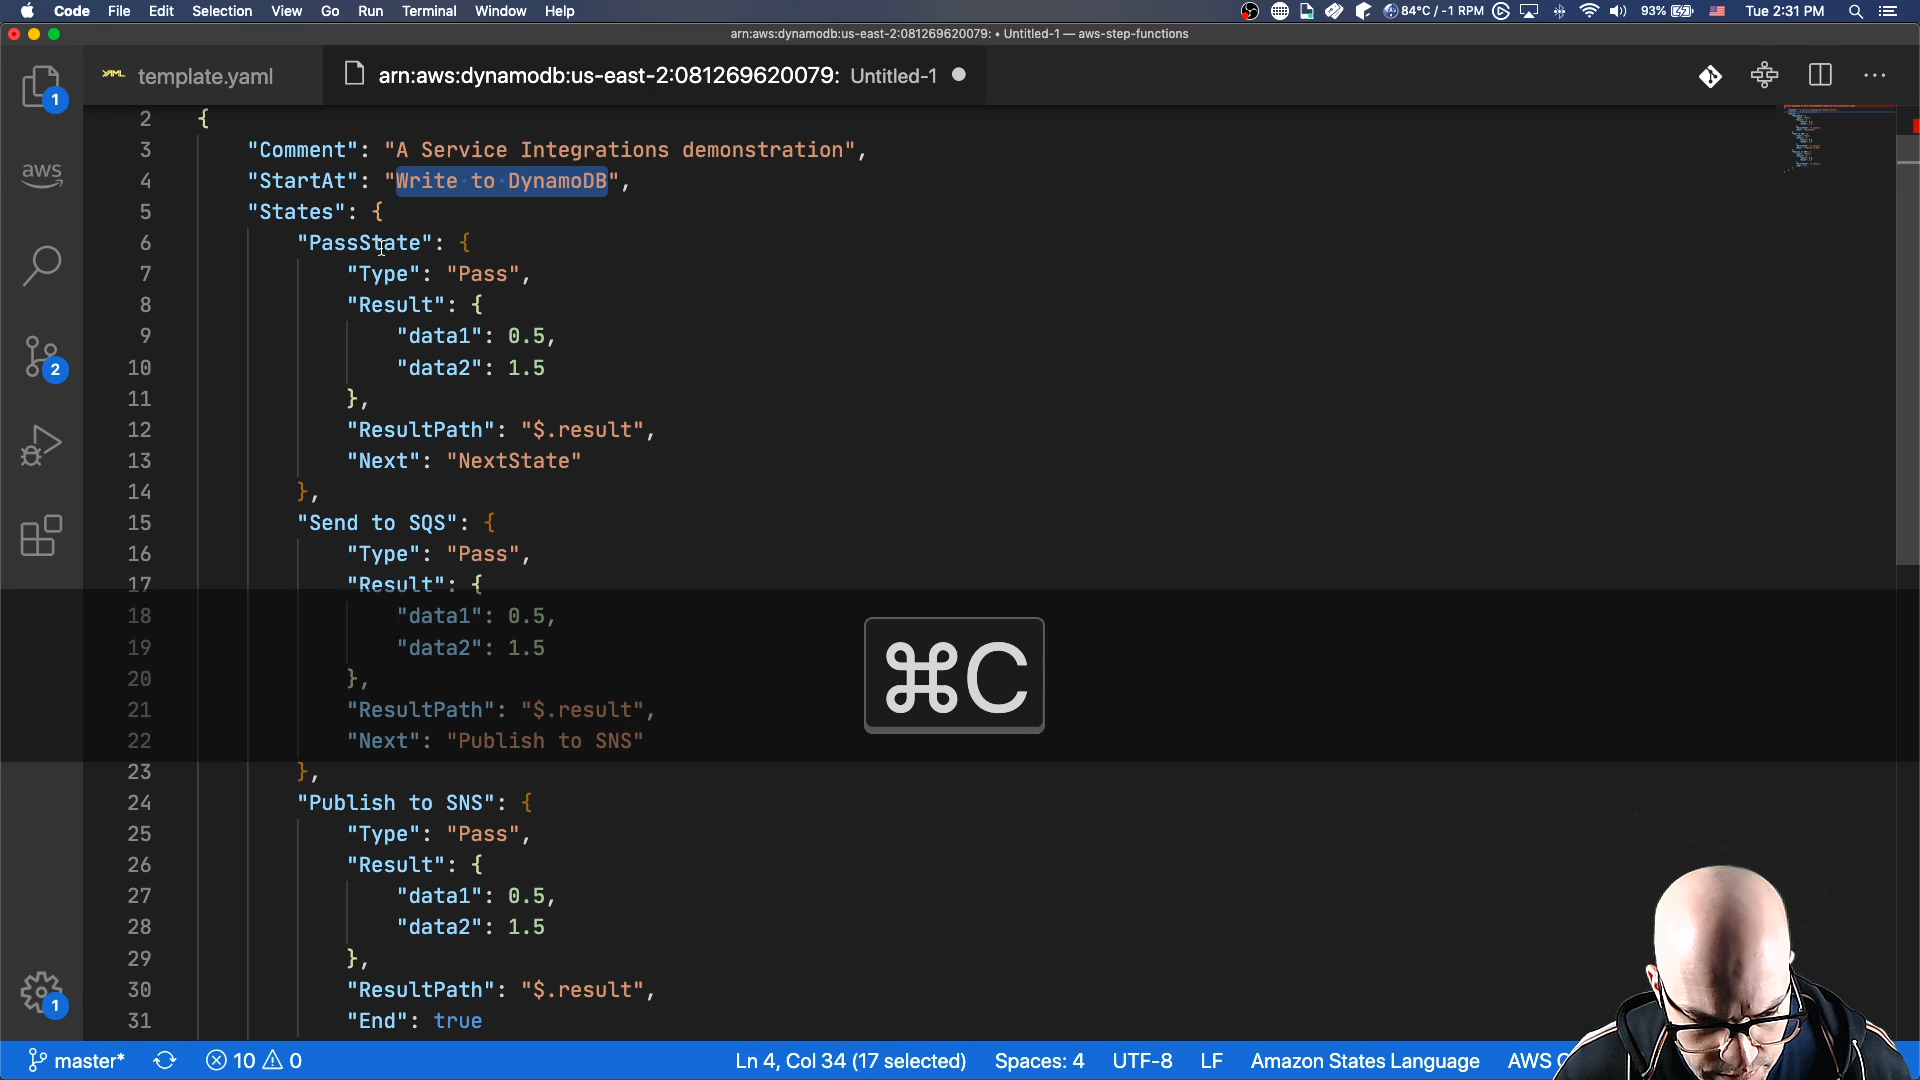 Code File Edit Selection View Go Run Terminal Window Help 84°C / -1 RPM 93% Tue 2:31 PM
arn:aws:dynamodb:us-east-2:081269620079: • Untitled-1 — aws-step-functions
YAML template.yaml arn:aws:dynamodb:us-east-2:081269620079: Untitled-1
1
aws
2
1
2 {
3 "Comment": "A Service Integrations demonstration",
4 "StartAt": "Write to DynamoDB",
5 "States": {
6 "PassState": {
7 "Type": "Pass",
8 "Result": {
9 "data1": 0.5,
10 "data2": 1.5
11 },
12 "ResultPath": "$.result",
13 "Next": "NextState"
14 },
15 "Send to SQS": {
16 "Type": "Pass",
17 "Result": {
18 "data1": 0.5,
19 "data2": 1.5
20 },
21 "ResultPath": "$.result",
22 "Next": "Publish to SNS"
23 },
24 "Publish to SNS": {
25 "Type": "Pass",
26 "Result": {
27 "data1": 0.5,
28 "data2": 1.5
29 },
30 "ResultPath": "$.result",
31 "End": true
⌘C
master* 10 0 Ln 4, Col 34 (17 selected) Spaces: 4 UTF-8 LF Amazon States Language AWS